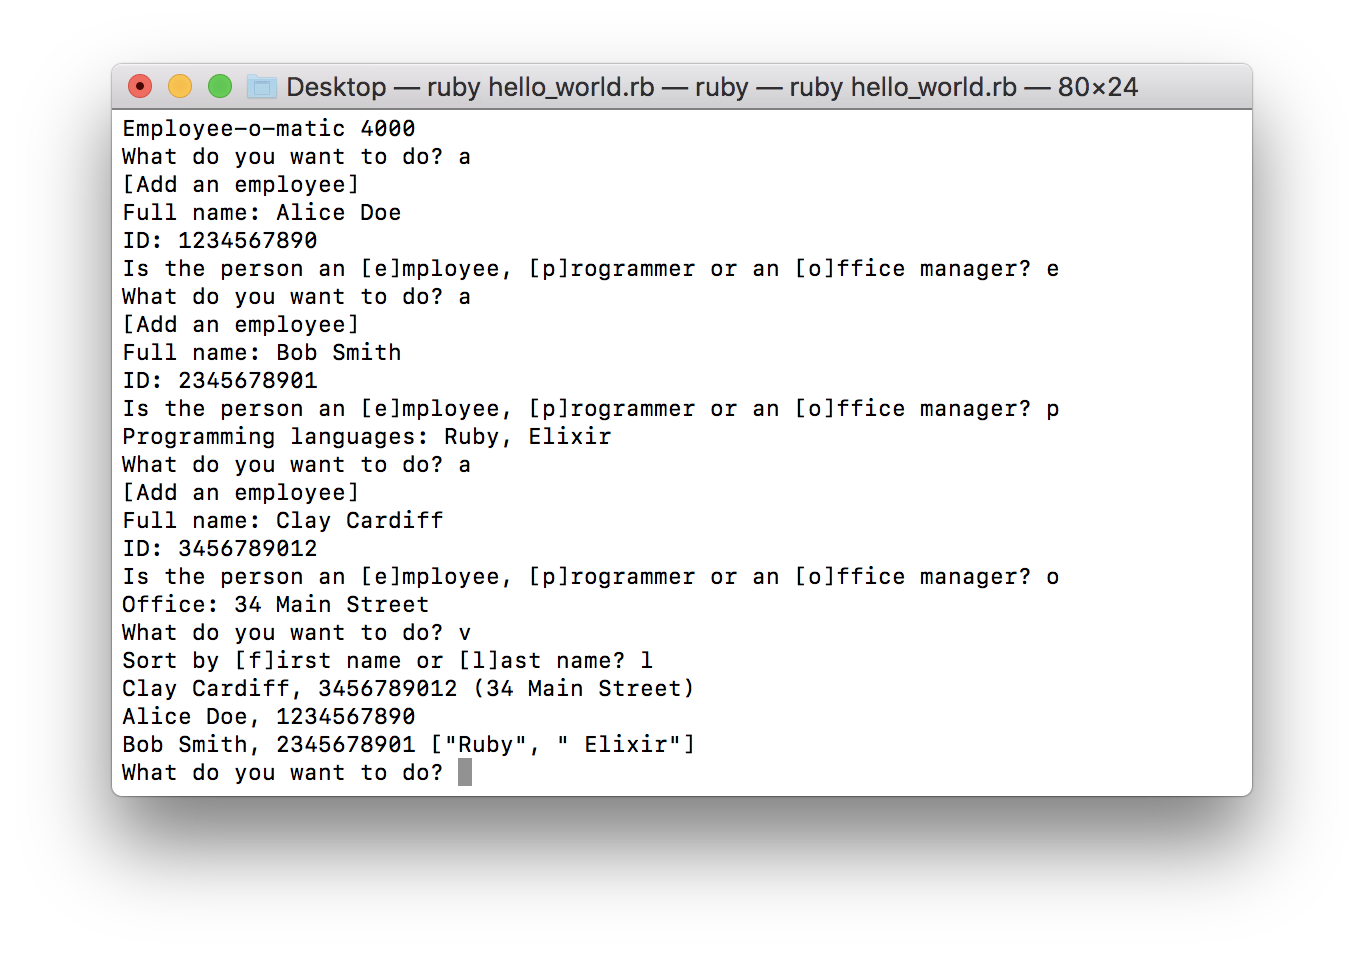 Desktop — ruby hello_world.rb — ruby — ruby hello_world.rb — 80×24
Employee-o-matic 4000
What do you want to do? a
[Add an employee]
Full name: Alice Doe
ID: 1234567890
Is the person an [e]mployee, [p]rogrammer or an [o]ffice manager? e
What do you want to do? a
[Add an employee]
Full name: Bob Smith
ID: 2345678901
Is the person an [e]mployee, [p]rogrammer or an [o]ffice manager? p
Programming languages: Ruby, Elixir
What do you want to do? a
[Add an employee]
Full name: Clay Cardiff
ID: 3456789012
Is the person an [e]mployee, [p]rogrammer or an [o]ffice manager? o
Office: 34 Main Street
What do you want to do? v
Sort by [f]irst name or [l]ast name? l
Clay Cardiff, 3456789012 (34 Main Street)
Alice Doe, 1234567890
Bob Smith, 2345678901 ["Ruby", " Elixir"]
What do you want to do?